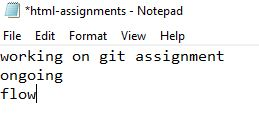 *html-assignments - Notepad
File Edit Format View Help
working on git assignment
ongoing
flow